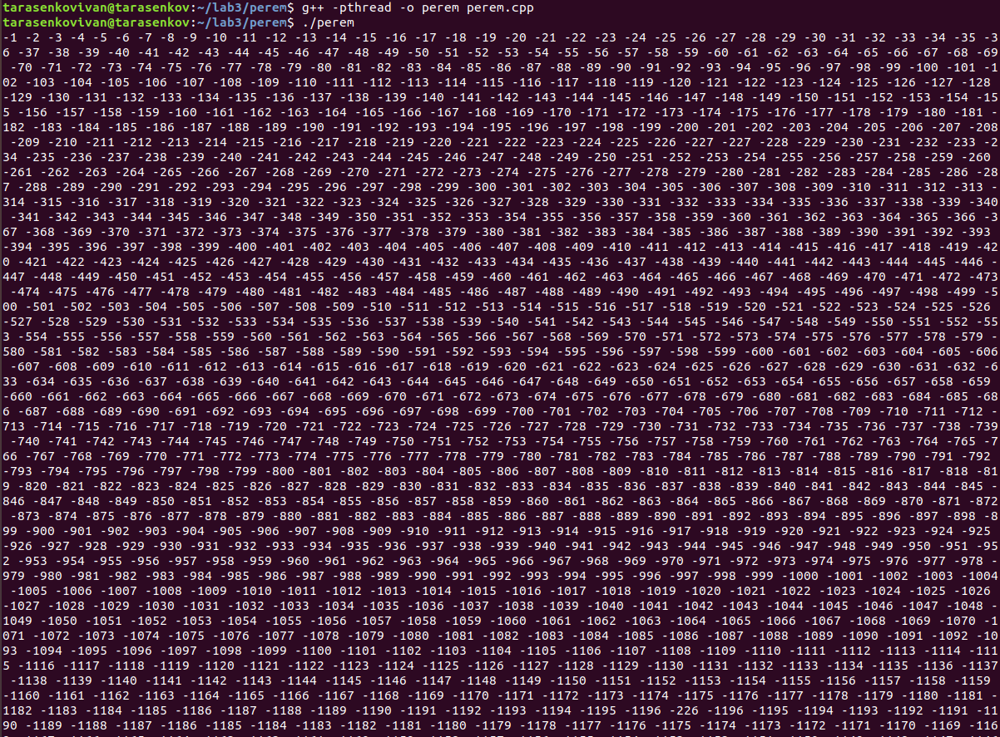 tarasenkovivan@tarasenkov:~/lab3/perem$ g++ -pthread -o perem perem.cpp
tarasenkovivan@tarasenkov:~/lab3/perem$ ./perem
-1 -2 -3 -4 -5 -6 -7 -8 -9 -10 -11 -12 -13 -14 -15 -16 -17 -18 -19 -20 -21 -22 -23 -24 -25 -26 -27 -28 -29 -30 -31 -32 -33 -34 -35 -3
6 -37 -38 -39 -40 -41 -42 -43 -44 -45 -46 -47 -48 -49 -50 -51 -52 -53 -54 -55 -56 -57 -58 -59 -60 -61 -62 -63 -64 -65 -66 -67 -68 -69
-70 -71 -72 -73 -74 -75 -76 -77 -78 -79 -80 -81 -82 -83 -84 -85 -86 -87 -88 -89 -90 -91 -92 -93 -94 -95 -96 -97 -98 -99 -100 -101 -1
02 -103 -104 -105 -106 -107 -108 -109 -110 -111 -112 -113 -114 -115 -116 -117 -118 -119 -120 -121 -122 -123 -124 -125 -126 -127 -128
-129 -130 -131 -132 -133 -134 -135 -136 -137 -138 -139 -140 -141 -142 -143 -144 -145 -146 -147 -148 -149 -150 -151 -152 -153 -154 -15
5 -156 -157 -158 -159 -160 -161 -162 -163 -164 -165 -166 -167 -168 -169 -170 -171 -172 -173 -174 -175 -176 -177 -178 -179 -180 -181 -
182 -183 -184 -185 -186 -187 -188 -189 -190 -191 -192 -193 -194 -195 -196 -197 -198 -199 -200 -201 -202 -203 -204 -205 -206 -207 -208
-209 -210 -211 -212 -213 -214 -215 -216 -217 -218 -219 -220 -221 -222 -223 -224 -225 -226 -227 -227 -228 -229 -230 -231 -232 -233 -2
34 -235 -236 -237 -238 -239 -240 -241 -242 -243 -244 -245 -246 -247 -248 -249 -250 -251 -252 -253 -254 -255 -256 -257 -258 -259 -260
-261 -262 -263 -264 -265 -266 -267 -268 -269 -270 -271 -272 -273 -274 -275 -276 -277 -278 -279 -280 -281 -282 -283 -284 -285 -286 -28
7 -288 -289 -290 -291 -292 -293 -294 -295 -296 -297 -298 -299 -300 -301 -302 -303 -304 -305 -306 -307 -308 -309 -310 -311 -312 -313 -
314 -315 -316 -317 -318 -319 -320 -321 -322 -323 -324 -325 -326 -327 -328 -329 -330 -331 -332 -333 -334 -335 -336 -337 -338 -339 -340
-341 -342 -343 -344 -345 -346 -347 -348 -349 -350 -351 -352 -353 -354 -355 -356 -357 -358 -359 -360 -361 -362 -363 -364 -365 -366 -3
67 -368 -369 -370 -371 -372 -373 -374 -375 -376 -377 -378 -379 -380 -381 -382 -383 -384 -385 -386 -387 -388 -389 -390 -391 -392 -393
-394 -395 -396 -397 -398 -399 -400 -401 -402 -403 -404 -405 -406 -407 -408 -409 -410 -411 -412 -413 -414 -415 -416 -417 -418 -419 -42
0 -421 -422 -423 -424 -425 -426 -427 -428 -429 -430 -431 -432 -433 -434 -435 -436 -437 -438 -439 -440 -441 -442 -443 -444 -445 -446 -
447 -448 -449 -450 -451 -452 -453 -454 -455 -456 -457 -458 -459 -460 -461 -462 -463 -464 -465 -466 -467 -468 -469 -470 -471 -472 -473
-474 -475 -476 -477 -478 -479 -480 -481 -482 -483 -484 -485 -486 -487 -488 -489 -490 -491 -492 -493 -494 -495 -496 -497 -498 -499 -5
00 -501 -502 -503 -504 -505 -506 -507 -508 -509 -510 -511 -512 -513 -514 -515 -516 -517 -518 -519 -520 -521 -522 -523 -524 -525 -526
-527 -528 -529 -530 -531 -532 -533 -534 -535 -536 -537 -538 -539 -540 -541 -542 -543 -544 -545 -546 -547 -548 -549 -550 -551 -552 -55
3 -554 -555 -556 -557 -558 -559 -560 -561 -562 -563 -564 -565 -566 -567 -568 -569 -570 -571 -572 -573 -574 -575 -576 -577 -578 -579 -
580 -581 -582 -583 -584 -585 -586 -587 -588 -589 -590 -591 -592 -593 -594 -595 -596 -597 -598 -599 -600 -601 -602 -603 -604 -605 -606
-607 -608 -609 -610 -611 -612 -613 -614 -615 -616 -617 -618 -619 -620 -621 -622 -623 -624 -625 -626 -627 -628 -629 -630 -631 -632 -6
33 -634 -635 -636 -637 -638 -639 -640 -641 -642 -643 -644 -645 -646 -647 -648 -649 -650 -651 -652 -653 -654 -655 -656 -657 -658 -659
-660 -661 -662 -663 -664 -665 -666 -667 -668 -669 -670 -671 -672 -673 -674 -675 -676 -677 -678 -679 -680 -681 -682 -683 -684 -685 -68
6 -687 -688 -689 -690 -691 -692 -693 -694 -695 -696 -697 -698 -699 -700 -701 -702 -703 -704 -705 -706 -707 -708 -709 -710 -711 -712 -
713 -714 -715 -716 -717 -718 -719 -720 -721 -722 -723 -724 -725 -726 -727 -728 -729 -730 -731 -732 -733 -734 -735 -736 -737 -738 -739
-740 -741 -742 -743 -744 -745 -746 -747 -748 -749 -750 -751 -752 -753 -754 -755 -756 -757 -758 -759 -760 -761 -762 -763 -764 -765 -7
66 -767 -768 -769 -770 -771 -772 -773 -774 -775 -776 -777 -778 -779 -780 -781 -782 -783 -784 -785 -786 -787 -788 -789 -790 -791 -792
-793 -794 -795 -796 -797 -798 -799 -800 -801 -802 -803 -804 -805 -806 -807 -808 -809 -810 -811 -812 -813 -814 -815 -816 -817 -818 -81
9 -820 -821 -822 -823 -824 -825 -826 -827 -828 -829 -830 -831 -832 -833 -834 -835 -836 -837 -838 -839 -840 -841 -842 -843 -844 -845 -
846 -847 -848 -849 -850 -851 -852 -853 -854 -855 -856 -857 -858 -859 -860 -861 -862 -863 -864 -865 -866 -867 -868 -869 -870 -871 -872
-873 -874 -875 -876 -877 -878 -879 -880 -881 -882 -883 -884 -885 -886 -887 -888 -889 -890 -891 -892 -893 -894 -895 -896 -897 -898 -8
99 -900 -901 -902 -903 -904 -905 -906 -907 -908 -909 -910 -911 -912 -913 -914 -915 -916 -917 -918 -919 -920 -921 -922 -923 -924 -925
-926 -927 -928 -929 -930 -931 -932 -933 -934 -935 -936 -937 -938 -939 -940 -941 -942 -943 -944 -945 -946 -947 -948 -949 -950 -951 -95
2 -953 -954 -955 -956 -957 -958 -959 -960 -961 -962 -963 -964 -965 -966 -967 -968 -969 -970 -971 -972 -973 -974 -975 -976 -977 -978 -
979 -980 -981 -982 -983 -984 -985 -986 -987 -988 -989 -990 -991 -992 -993 -994 -995 -996 -997 -998 -999 -1000 -1001 -1002 -1003 -1004
-1005 -1006 -1007 -1008 -1009 -1010 -1011 -1012 -1013 -1014 -1015 -1016 -1017 -1018 -1019 -1020 -1021 -1022 -1023 -1024 -1025 -1026
-1027 -1028 -1029 -1030 -1031 -1032 -1033 -1034 -1035 -1036 -1037 -1038 -1039 -1040 -1041 -1042 -1043 -1044 -1045 -1046 -1047 -1048 -
1049 -1050 -1051 -1052 -1053 -1054 -1055 -1056 -1057 -1058 -1059 -1060 -1061 -1062 -1063 -1064 -1065 -1066 -1067 -1068 -1069 -1070 -1
071 -1072 -1073 -1074 -1075 -1076 -1077 -1078 -1079 -1080 -1081 -1082 -1083 -1084 -1085 -1086 -1087 -1088 -1089 -1090 -1091 -1092 -10
93 -1094 -1095 -1096 -1097 -1098 -1099 -1100 -1101 -1102 -1103 -1104 -1105 -1106 -1107 -1108 -1109 -1110 -1111 -1112 -1113 -1114 -111
5 -1116 -1117 -1118 -1119 -1120 -1121 -1122 -1123 -1124 -1125 -1126 -1127 -1128 -1129 -1130 -1131 -1132 -1133 -1134 -1135 -1136 -1137
-1138 -1139 -1140 -1141 -1142 -1143 -1144 -1145 -1146 -1147 -1148 -1149 -1150 -1151 -1152 -1153 -1154 -1155 -1156 -1157 -1158 -1159
-1160 -1161 -1162 -1163 -1164 -1165 -1166 -1167 -1168 -1169 -1170 -1171 -1172 -1173 -1174 -1175 -1176 -1177 -1178 -1179 -1180 -1181 -
1182 -1183 -1184 -1185 -1186 -1187 -1188 -1189 -1190 -1191 -1192 -1193 -1194 -1195 -1196 -226 -1196 -1195 -1194 -1193 -1192 -1191 -11
90 -1189 -1188 -1187 -1186 -1185 -1184 -1183 -1182 -1181 -1180 -1179 -1178 -1177 -1176 -1175 -1174 -1173 -1172 -1171 -1170 -1169 -116